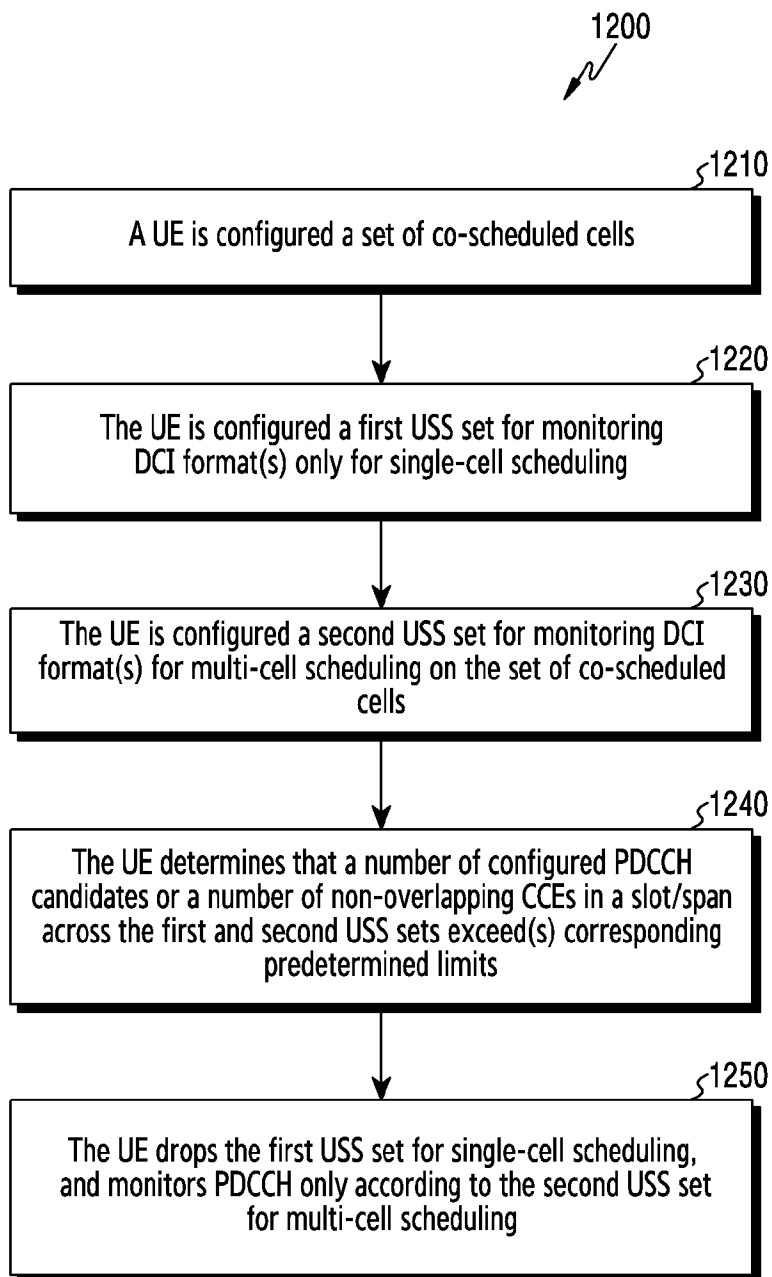 1200
1210
A UE is configured a set of co-scheduled cells
1220
The UE is configured a first USS set for monitoring
DCI format(s) only for single-cell scheduling
1230
The UE is configured a second USS set for monitoring DCI
format(s) for multi-cell scheduling on the set of co-scheduled
cells
1240
The UE determines that a number of configured PDCCH
candidates or a number of non-overlapping CCEs in a slot/span
across the first and second USS sets exceed(s) corresponding
predetermined limits
1250
The UE drops the first USS set for single-cell scheduling,
and monitors PDCCH only according to the second USS set
for multi-cell scheduling